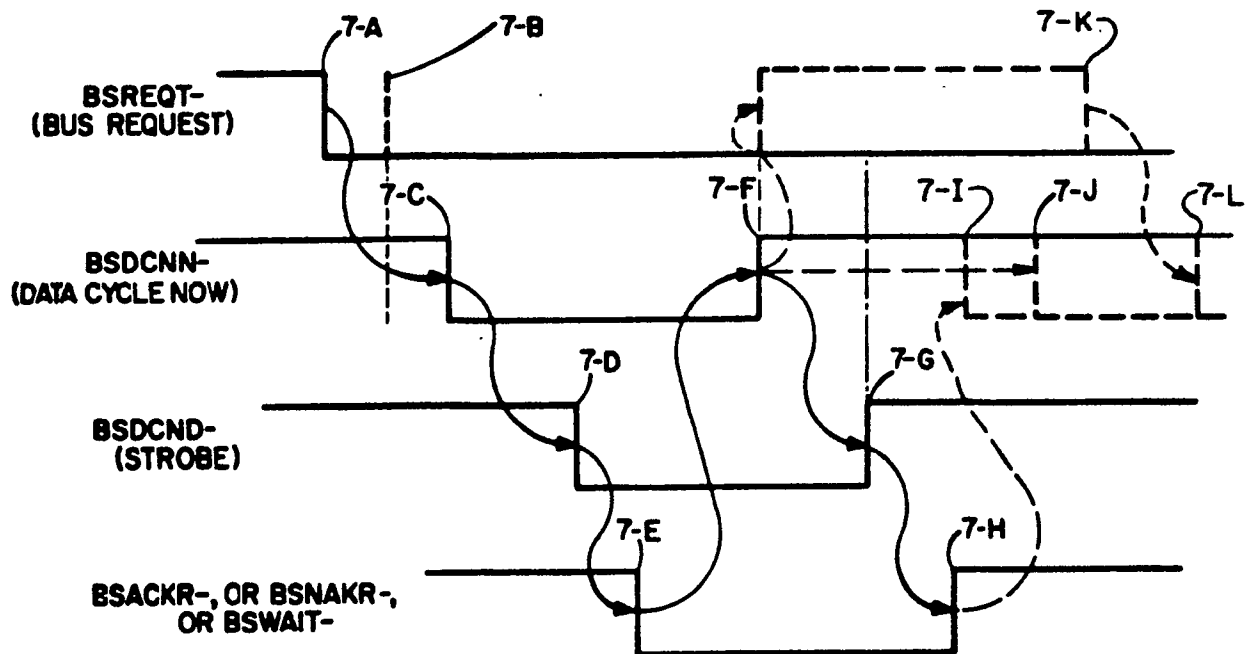 7-A
7-B
7-K
BSREQT-
(BUS REQUEST)
7-C
7-F
7-I
7-J
7-L
BSDCNN-
(DATA CYCLE NOW)
7-D
7-G
BSDCND-
(STROBE)
7-E
7-H
BSACKR-, OR BSNAKR-,
OR BSWAIT-